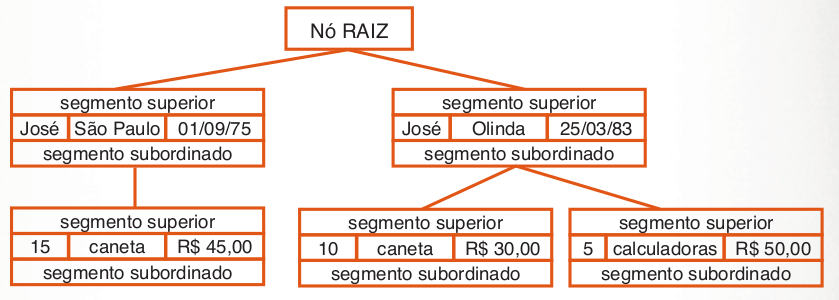 Nó RAIZ
segmento superior
José São Paulo 01/09/75
segmento subordinado
segmento superior
José Olinda 25/03/83
segmento subordinado
segmento superior
15 caneta R$ 45,00
segmento subordinado
segmento superior
10 caneta R$ 30,00
segmento subordinado
segmento superior
5 calculadoras R$ 50,00
segmento subordinado